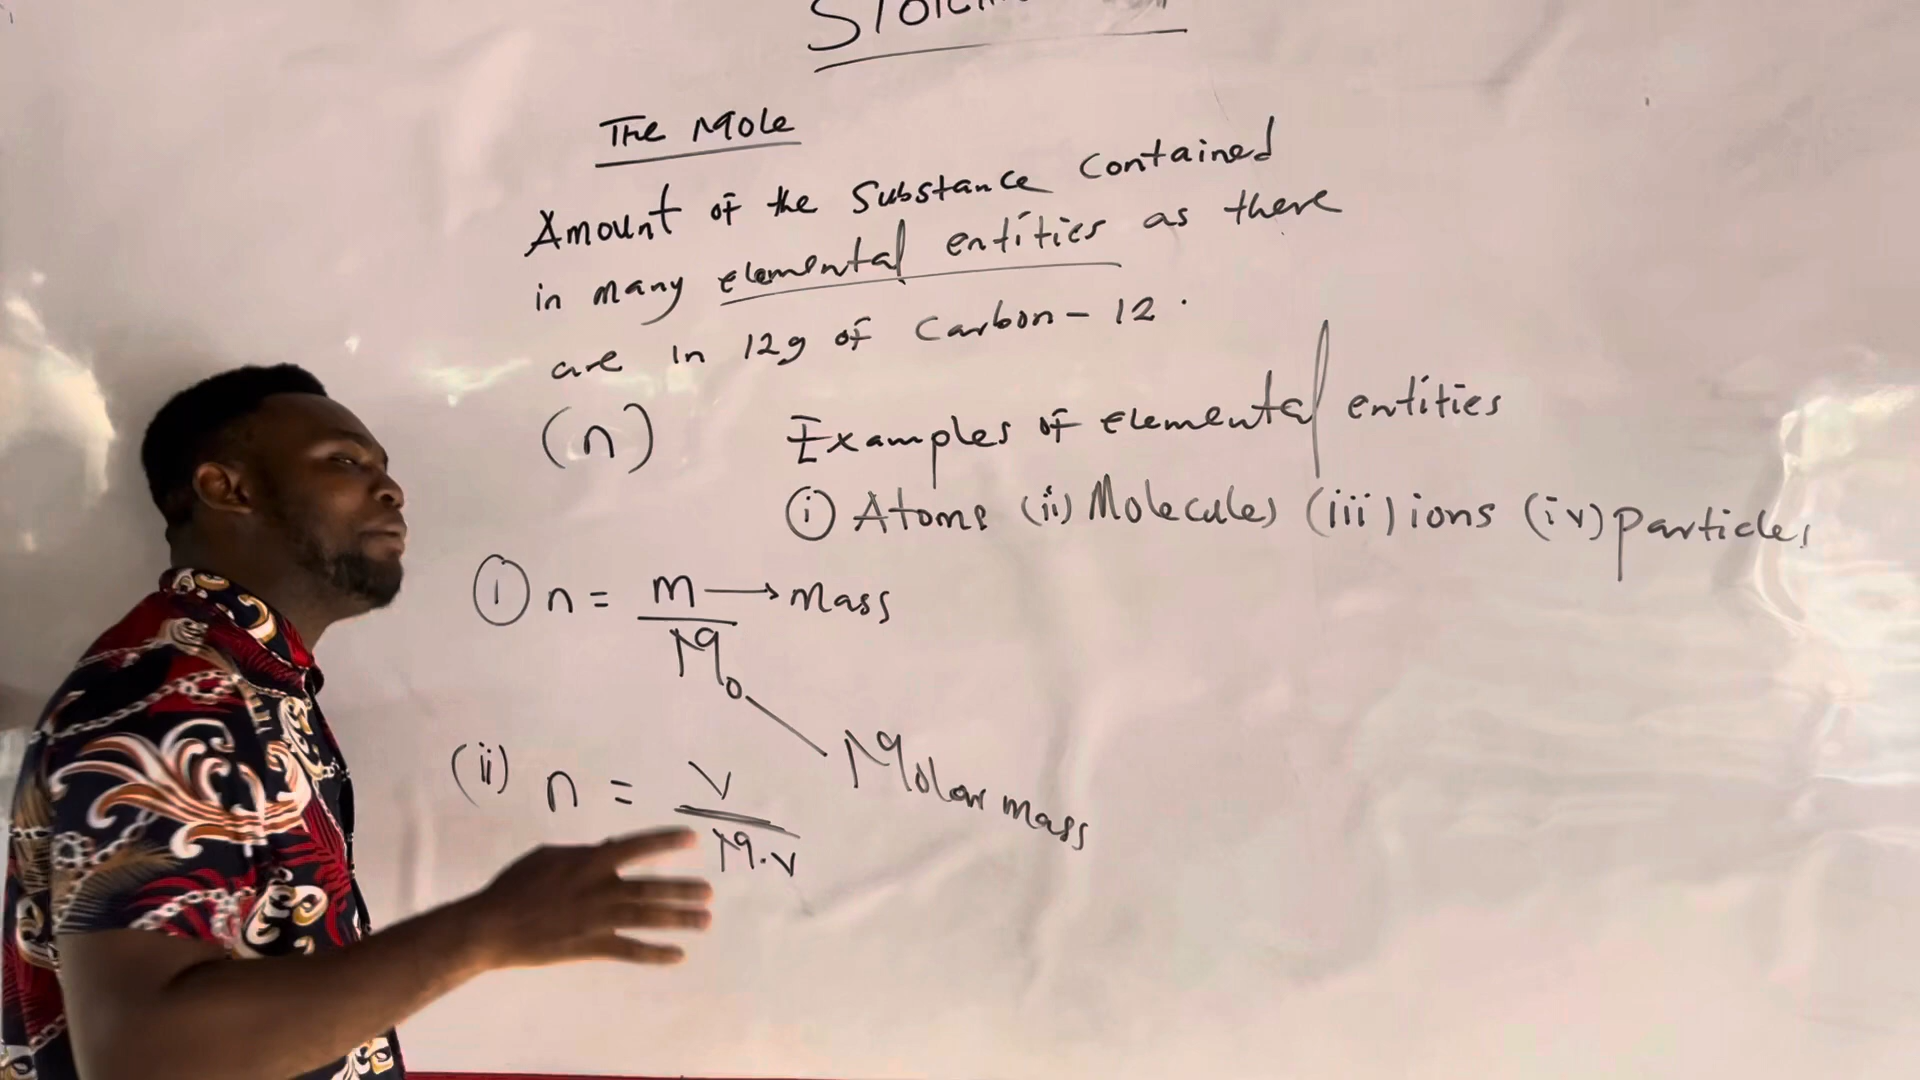 The Mole
Amount of the Substance Contained
in many elemental entities as there
are in 12g of Carbon-12.
(n)
Examples of elemental entities
(i) Atoms (ii) Molecules (iii) ions (iv) particles
(i) n = m/M₀ → mass
Molar mass
(ii) n = v/M.v